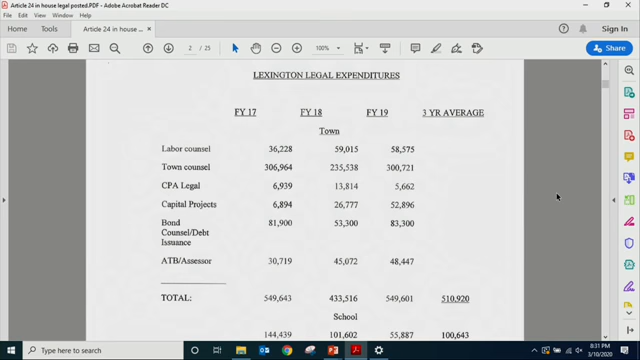 Article 24 in house legal posted.PDF - Adobe Acrobat Reader DC
File Edit View Window Help
Home Tools Article 24 in house legal ... ×
Sign In
2 / 25 100% Share
LEXINGTON LEGAL EXPENDITURES
FY 17 FY 18 FY 19 3 YR AVERAGE
Town
Labor counsel 36,228 59,015 58,575
Town counsel 306,964 235,538 300,721
CPA Legal 6,939 13,814 5,662
Capital Projects 6,894 26,777 52,896
Bond 81,900 53,300 83,300
Counsel/Debt
Issuance
ATB/Assessor 30,719 45,072 48,447
TOTAL: 549,643 433,516 549,601 510,920
School
144,439 101,602 55,887 100,643
Type here to search
8:31 PM
3/10/2020